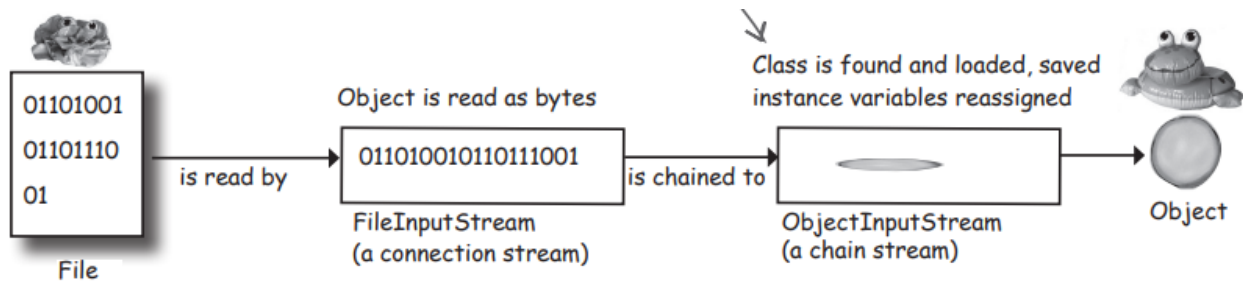 01101001
01101110
01
File
is read by
Object is read as bytes
011010010110111001
FileInputStream
(a connection stream)
is chained to
Class is found and loaded, saved
instance variables reassigned
ObjectInputStream
(a chain stream)
Object